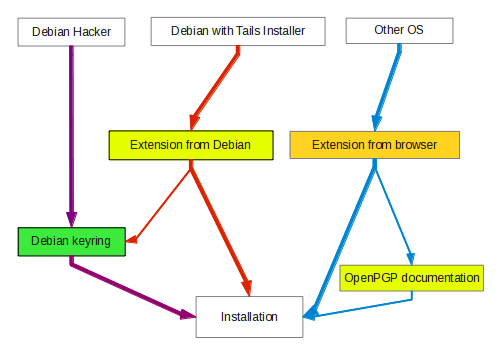 Debian Hacker
Debian with Tails Installer
Other OS
Extension from Debian
Extension from browser
Debian keyring
OpenPGP documentation
Installation